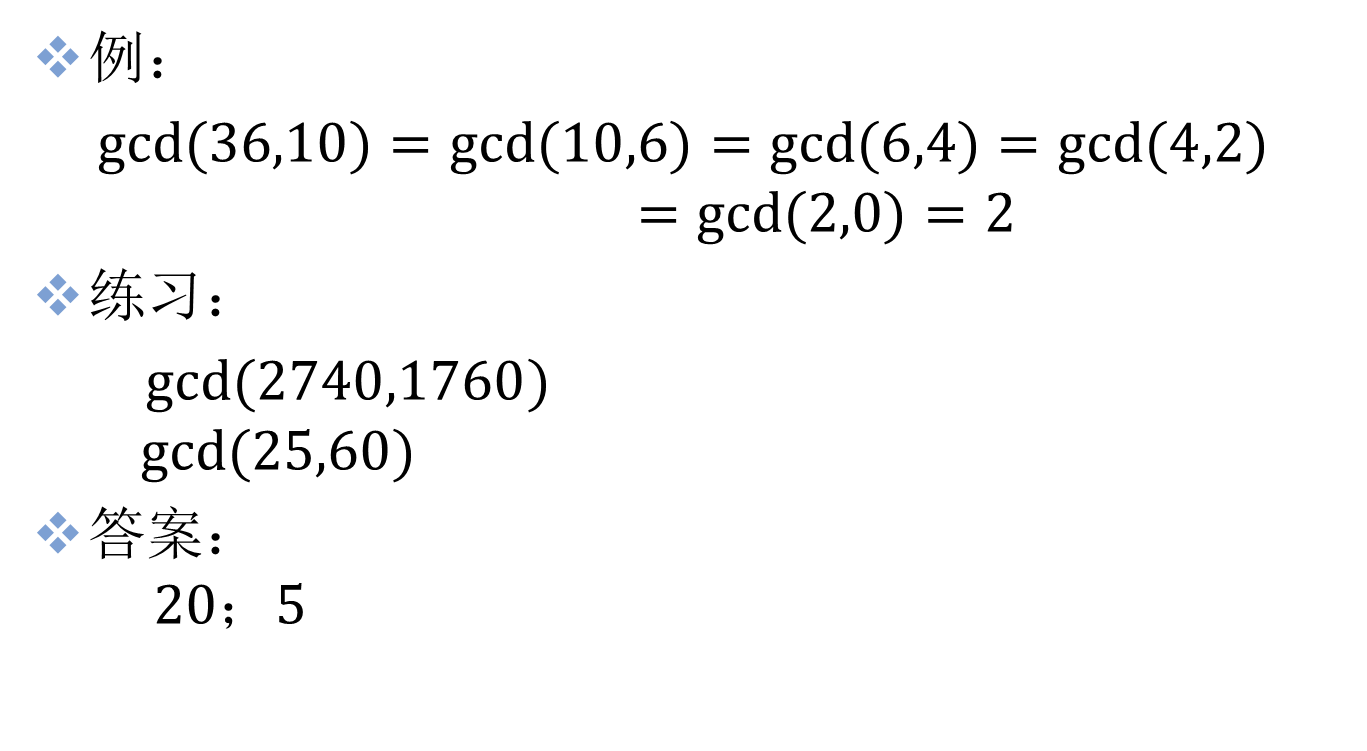 例：
gcd(36,10) = gcd(10,6) = gcd(6,4) = gcd(4,2)
= gcd(2,0) = 2
练习：
gcd(2740,1760)
gcd(25,60)
答案：
20；5